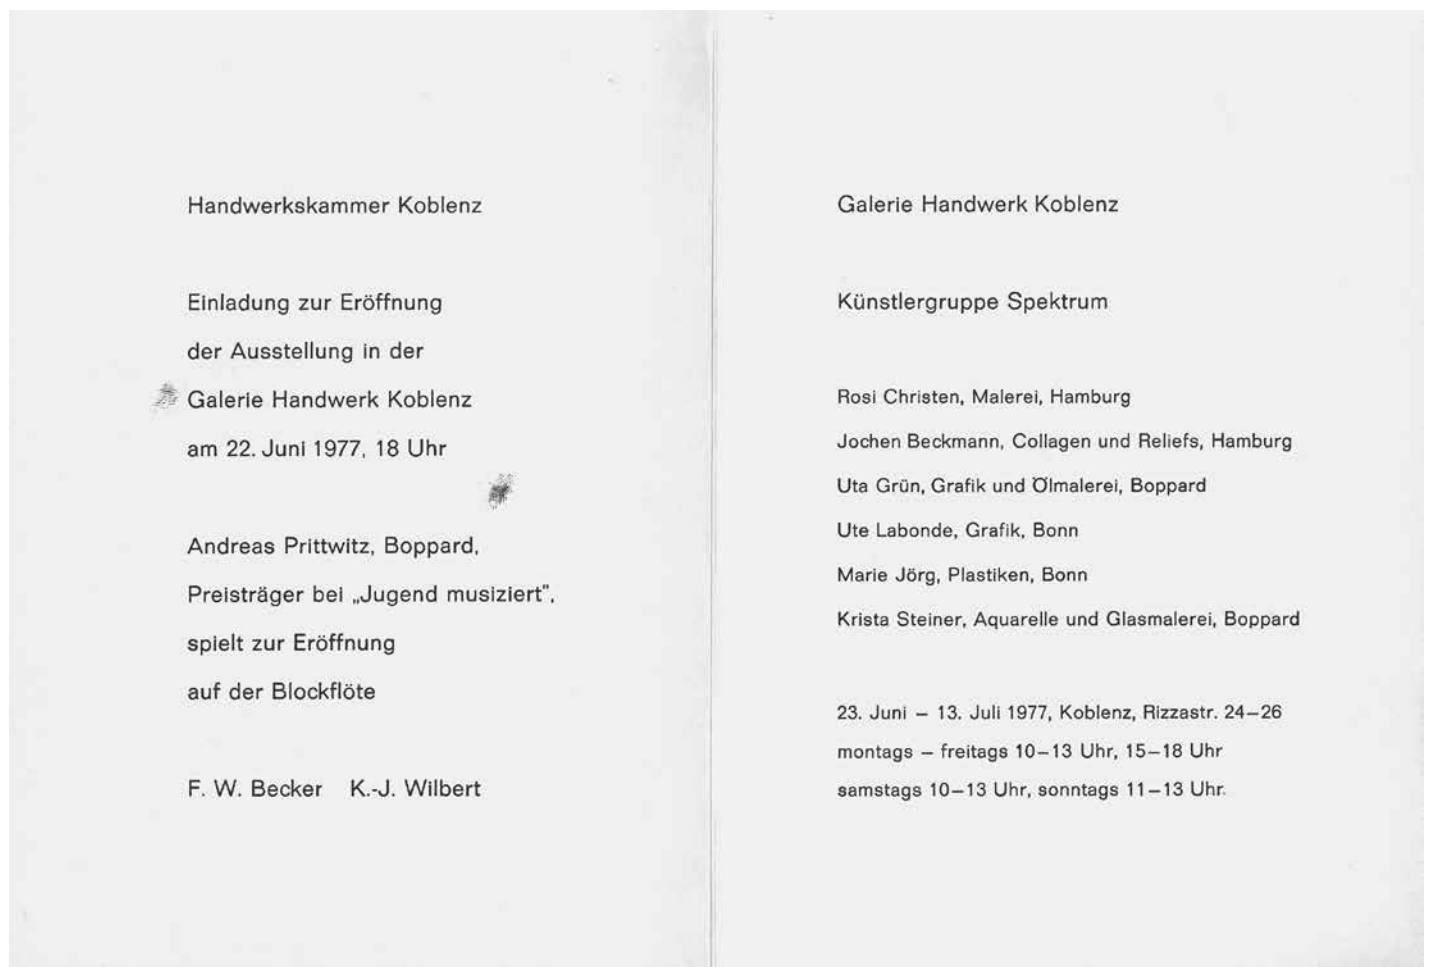 Handwerkskammer Koblenz
Einladung zur Eröffnung
der Ausstellung in der
Galerie Handwerk Koblenz
am 22. Juni 1977, 18 Uhr
Andreas Prittwitz, Boppard,
Preisträger bei „Jugend musiziert”,
spielt zur Eröffnung
auf der Blockflöte
F. W. Becker K.-J. Wilbert
Galerie Handwerk Koblenz
Künstlergruppe Spektrum
Rosi Christen, Malerei, Hamburg
Jochen Beckmann, Collagen und Reliefs, Hamburg
Uta Grün, Grafik und Ölmalerei, Boppard
Ute Labonde, Grafik, Bonn
Marie Jörg, Plastiken, Bonn
Krista Steiner, Aquarelle und Glasmalerei, Boppard
23. Juni – 13. Juli 1977, Koblenz, Rizzastr. 24–26
montags – freitags 10–13 Uhr, 15–18 Uhr
samstags 10–13 Uhr, sonntags 11–13 Uhr.